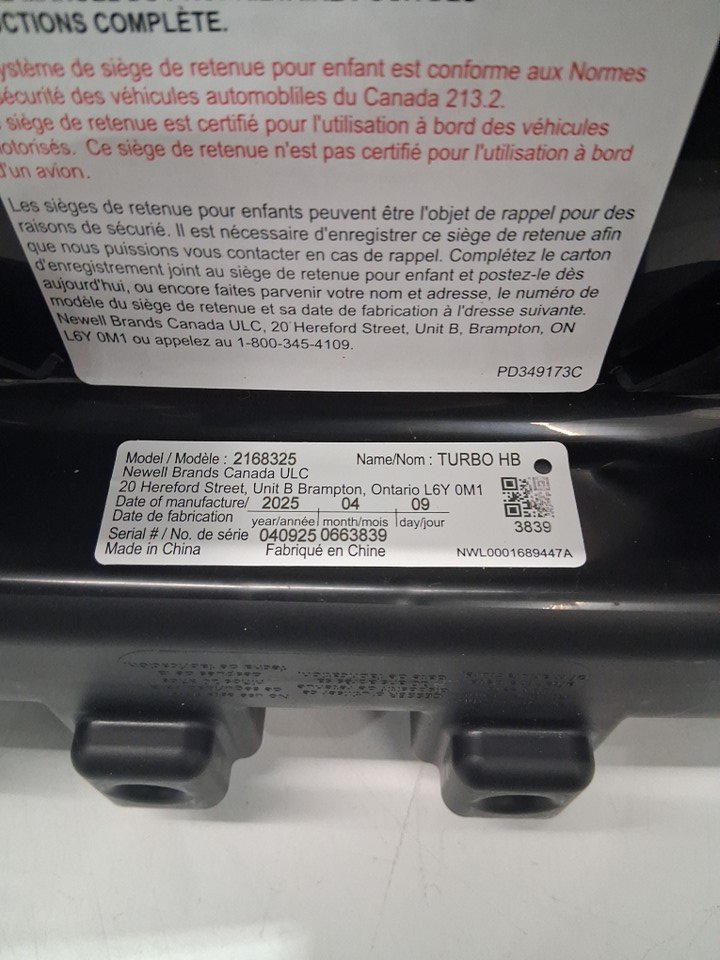 UCTIONS COMPLÈTE.
ystème de siège de retenue pour enfant est conforme aux Normes
sécurité des véhicules automobliles du Canada 213.2.
siège de retenue est certifié pour l'utilisation à bord des véhicules
otorisés. Ce siège de retenue n'est pas certifié pour l'utilisation à bord
d'un avion.
Les sièges de retenue pour enfants peuvent être l'objet de rappel pour des
raisons de sécurié. Il est nécessaire d'enregistrer ce siège de retenue afin
que nous puissions vous contacter en cas de rappel. Complétez le carton
d'enregistrement joint au siège de retenue pour enfant et postez-le dès
aujourd'hui, ou encore faites parvenir votre nom et adresse, le numéro de
modèle du siège de retenue et sa date de fabrication à l'dresse suivante.
Newell Brands Canada ULC, 20 Hereford Street, Unit B, Brampton, ON
L6Y 0M1 ou appelez au 1-800-345-4109.
PD349173C
Model / Modèle : 2168325 Name/Nom : TURBO HB
Newell Brands Canada ULC
20 Hereford Street, Unit B Brampton, Ontario L6Y 0M1
Date of manufacture/ 2025 04 09
Date de fabrication year/année month/mois day/jour
3839
Serial # / No. de série 040925 0663839
Made in China Fabriqué en Chine NWL0001689447A